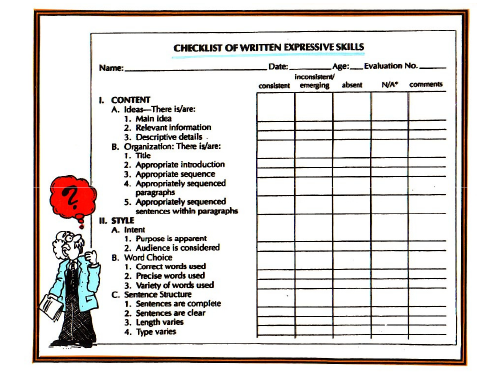 CHECKLIST OF WRITTEN EXPRESSIVE SKILLS
Name: Date: Age: Evaluation No.
consistent inconsistent/ emerging absent N/A* comments
I. CONTENT
A. Ideas—There is/are:
1. Main idea
2. Relevant information
3. Descriptive details
B. Organization: There is/are:
1. Title
2. Appropriate introduction
3. Appropriate sequence
4. Appropriately sequenced
paragraphs
5. Appropriately sequenced
sentences within paragraphs
II. STYLE
A. Intent
1. Purpose is apparent
2. Audience is considered
B. Word Choice
1. Correct words used
2. Precise words used
3. Variety of words used
C. Sentence Structure
1. Sentences are complete
2. Sentences are clear
3. Length varies
4. Type varies
?